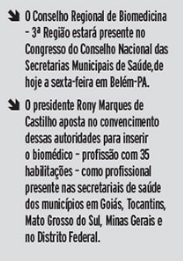 O Conselho Regional de Biomedicina
- 3ª Região estará presente no
Congresso do Conselho Nacional das
Secretarias Municipais de Saúde, de
hoje a sexta-feira em Belém-PA.
O presidente Rony Marques de
Castilho aposta no convencimento
dessas autoridades para inserir
o biomédico - profissão com 35
habilitações - como profissional
presente nas secretarias de saúde
dos municípios em Goiás, Tocantins,
Mato Grosso do Sul, Minas Gerais e
no Distrito Federal.